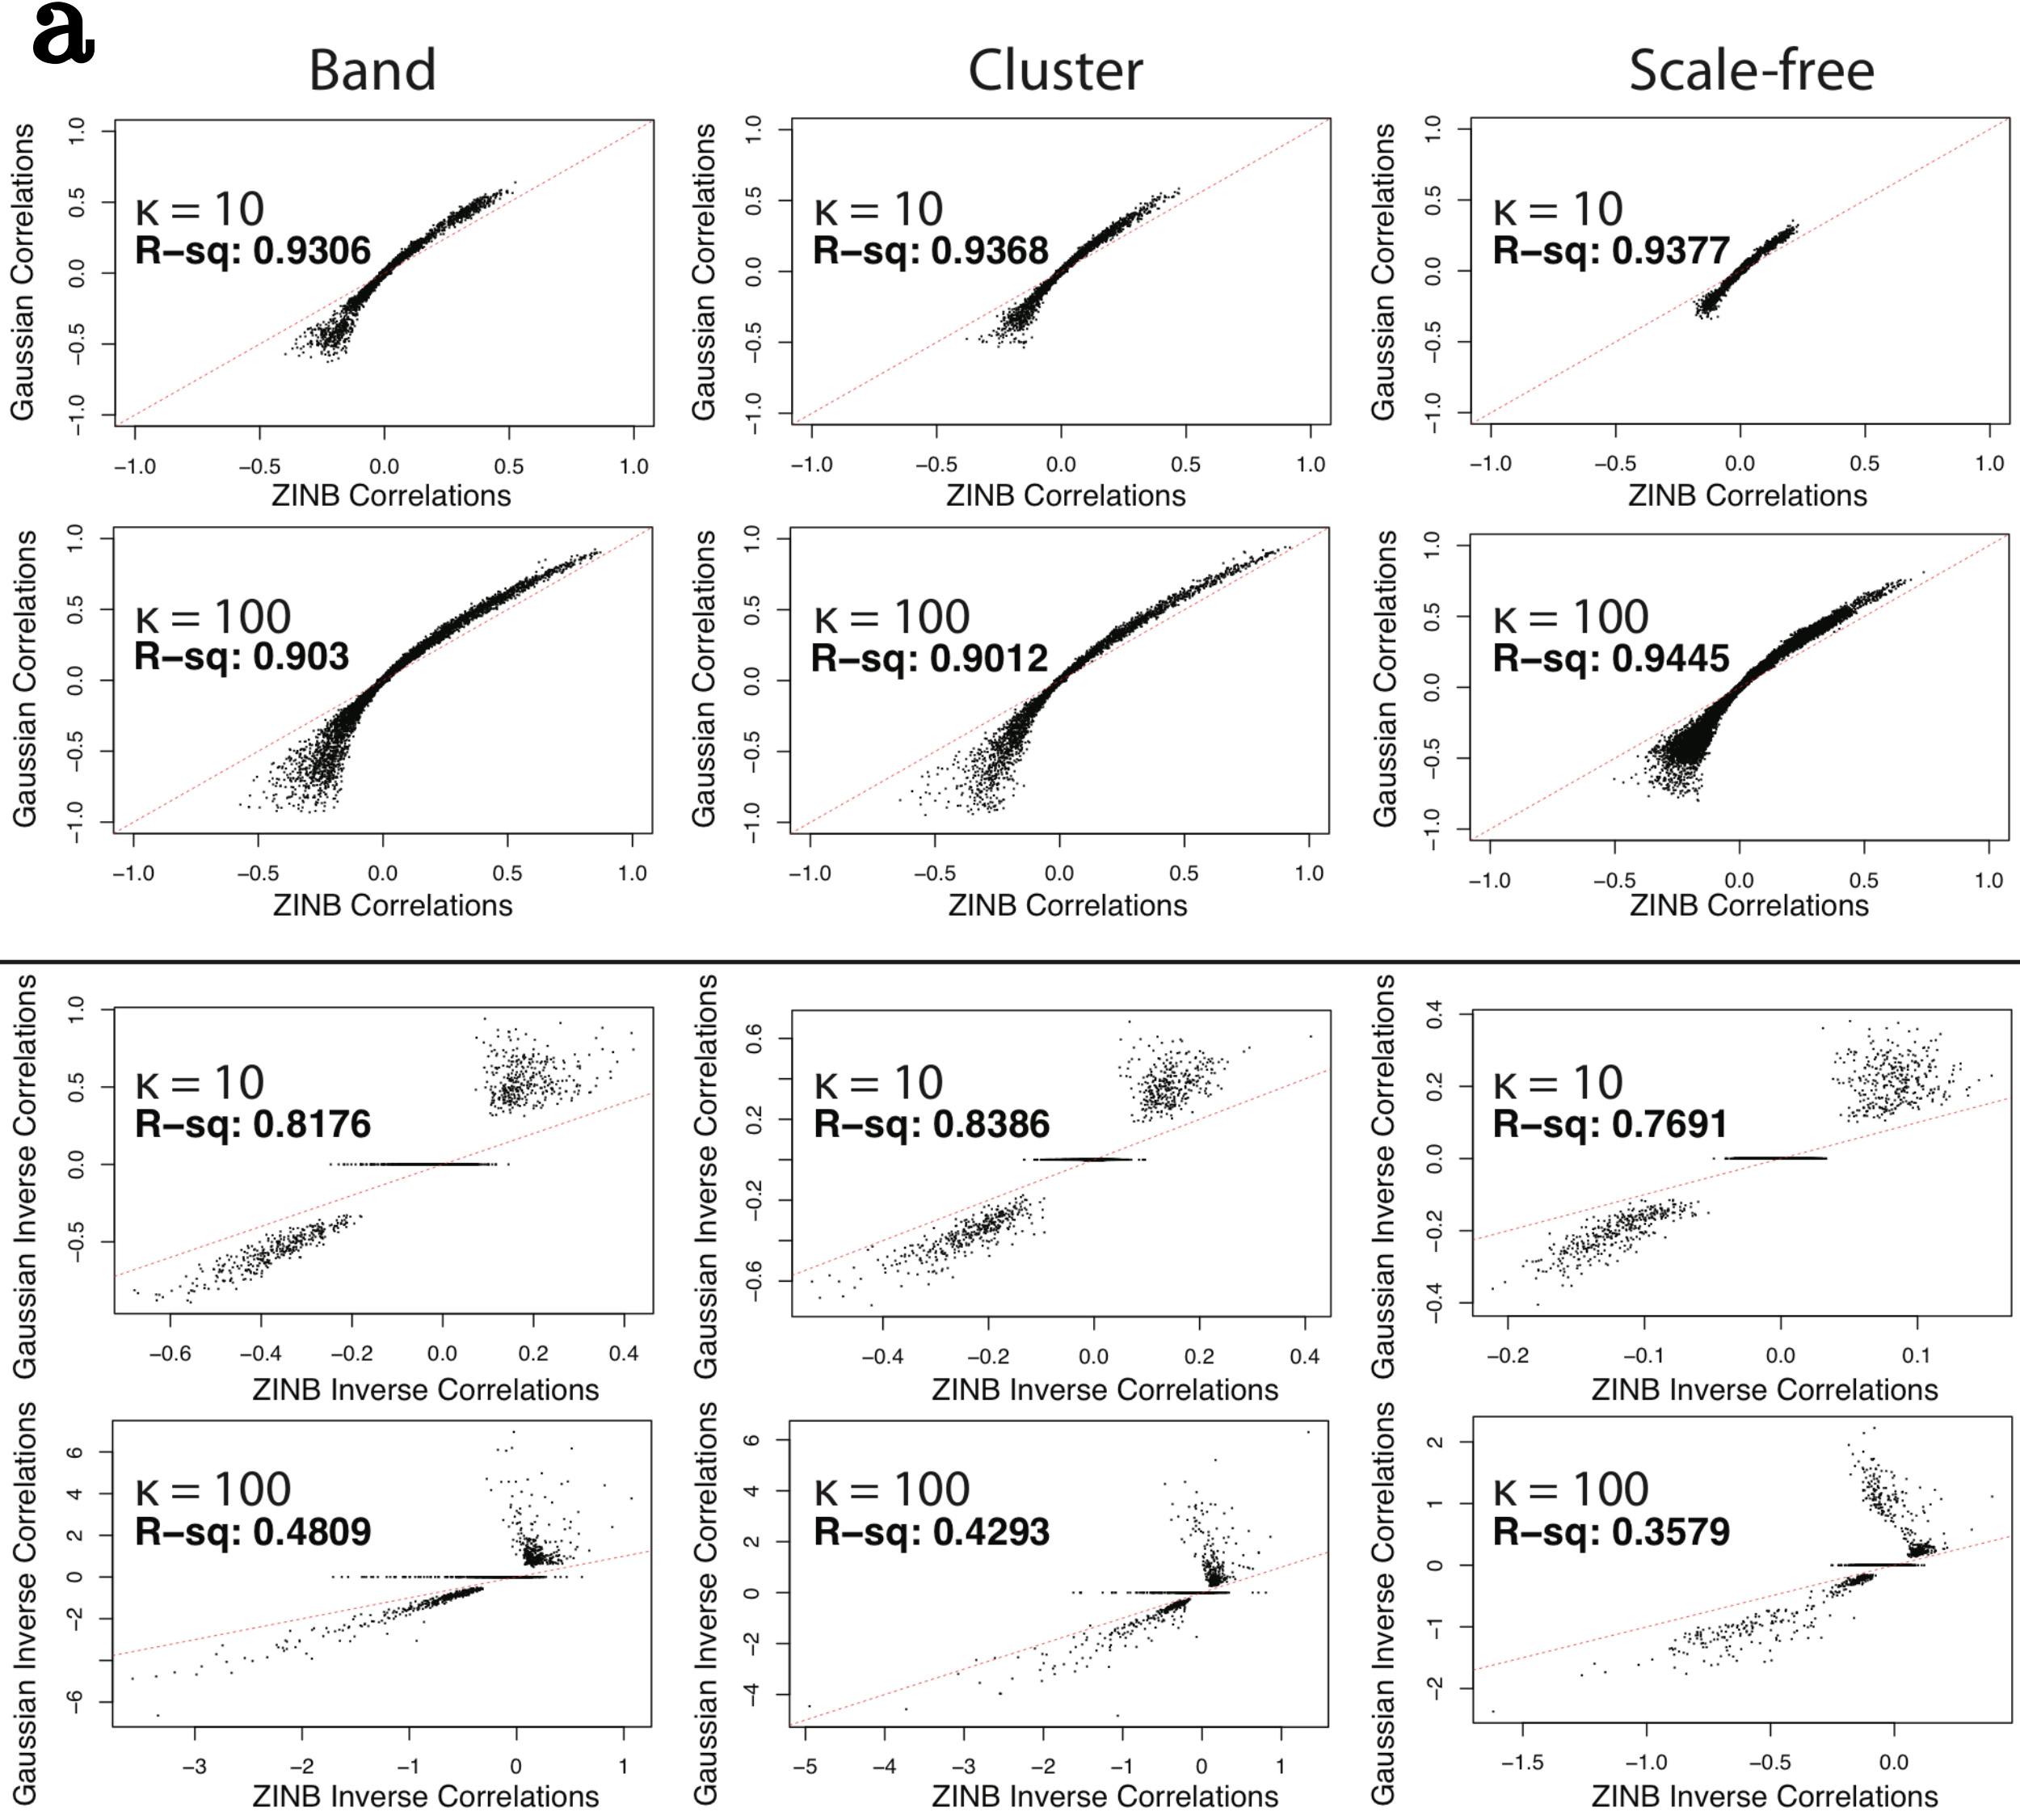 a
Band Cluster Scale-free
Gaussian Correlations
1.0
0.5
0.0
−0.5
−1.0
κ = 10
R−sq: 0.9306
−1.0 −0.5 0.0 0.5 1.0
ZINB Correlations
Gaussian Correlations
1.0
0.5
0.0
−0.5
−1.0
κ = 10
R−sq: 0.9368
−1.0 −0.5 0.0 0.5 1.0
ZINB Correlations
Gaussian Correlations
1.0
0.5
0.0
−0.5
−1.0
κ = 10
R−sq: 0.9377
−1.0 −0.5 0.0 0.5 1.0
ZINB Correlations
Gaussian Correlations
1.0
0.5
0.0
−0.5
−1.0
κ = 100
R−sq: 0.903
−1.0 −0.5 0.0 0.5 1.0
ZINB Correlations
Gaussian Correlations
1.0
0.5
0.0
−0.5
−1.0
κ = 100
R−sq: 0.9012
−1.0 −0.5 0.0 0.5 1.0
ZINB Correlations
Gaussian Correlations
1.0
0.5
0.0
−0.5
−1.0
κ = 100
R−sq: 0.9445
−1.0 −0.5 0.0 0.5 1.0
ZINB Correlations
Gaussian Inverse Correlations
1.0
0.5
0.0
−0.5
κ = 10
R−sq: 0.8176
−0.6 −0.4 −0.2 0.0 0.2 0.4
ZINB Inverse Correlations
Gaussian Inverse Correlations
0.6
0.2
−0.2
−0.6
κ = 10
R−sq: 0.8386
−0.4 −0.2 0.0 0.2 0.4
ZINB Inverse Correlations
Gaussian Inverse Correlations
0.4
0.2
0.0
−0.2
−0.4
κ = 10
R−sq: 0.7691
−0.2 −0.1 0.0 0.1
ZINB Inverse Correlations
Gaussian Inverse Correlations
6
4
2
0
−2
−6
κ = 100
R−sq: 0.4809
−3 −2 −1 0 1
ZINB Inverse Correlations
Gaussian Inverse Correlations
6
4
2
0
−2
−4
κ = 100
R−sq: 0.4293
−5 −4 −3 −2 −1 0 1
ZINB Inverse Correlations
Gaussian Inverse Correlations
2
1
0
−1
−2
κ = 100
R−sq: 0.3579
−1.5 −1.0 −0.5 0.0
ZINB Inverse Correlations